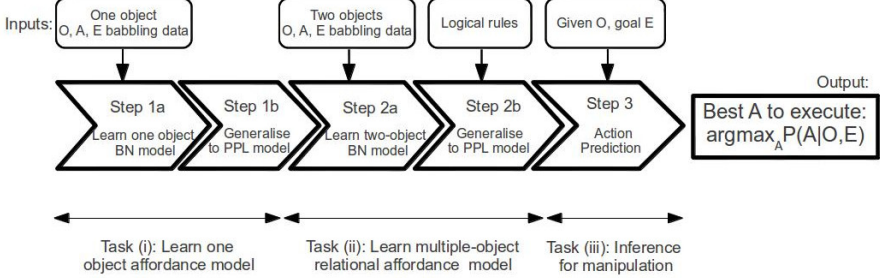 Inputs:
One object
O, A, E babbling data
Two objects
O, A, E babbling data
Logical rules
Given O, goal E
Step 1a
Learn one object
BN model
Step 1b
Generalise
to PPL model
Step 2a
Learn two-object
BN model
Step 2b
Generalise
to PPL model
Step 3
Action
Prediction
Output:
Best A to execute:
argmax_A P(A|O,E)
Task (i): Learn one
object affordance model
Task (ii): Learn multiple-object
relational affordance model
Task (iii): Inference
for manipulation